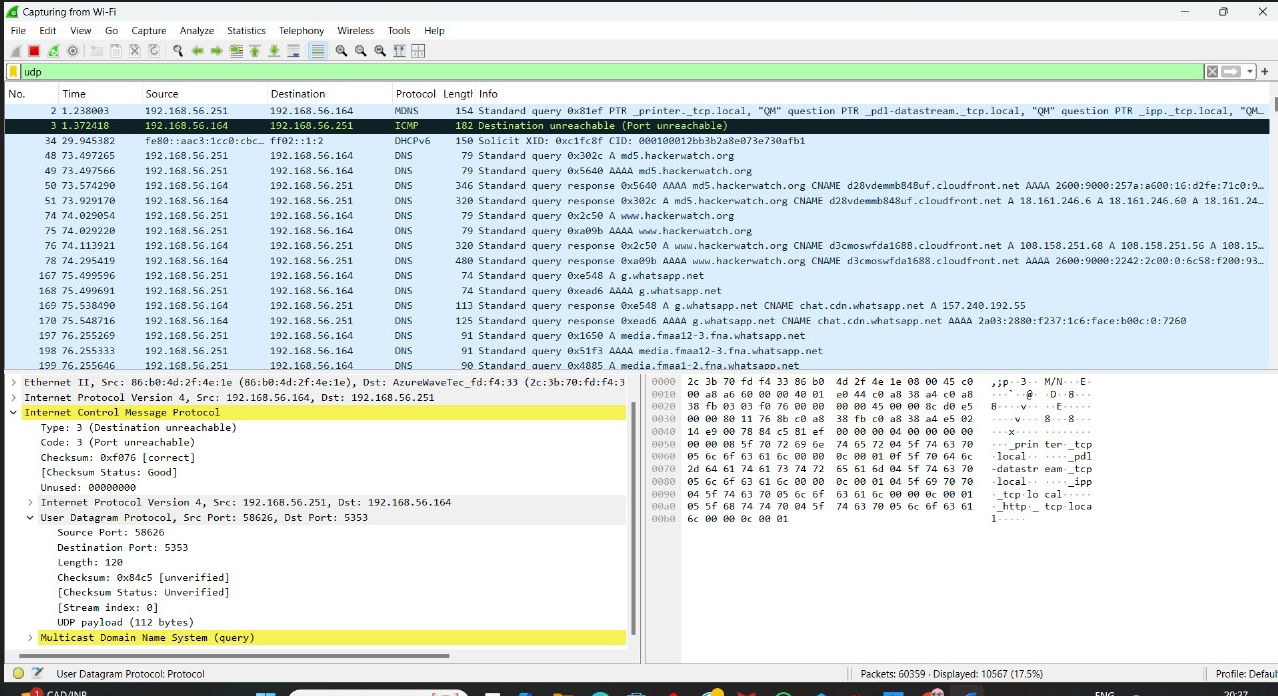 Capturing from Wi-Fi
File Edit View Go Capture Analyze Statistics Telephony Wireless Tools Help
udp
No. Time Source Destination Protocol Length Info
2 1.238003 192.168.56.251 192.168.56.164 MDNS 154 Standard query 0x81ef PTR _printer._tcp.local, "QM" question PTR _pdl-datastream._tcp.local, "QM" question PTR _ipp._tcp.local, "QM…
3 1.372418 192.168.56.164 192.168.56.251 ICMP 182 Destination unreachable (Port unreachable)
34 29.945382 fe80::aac3:1cc0:cbc… ff02::1:2 DHCPv6 150 Solicit XID: 0xc1fc8f CID: 000100012bb3b2a8e073e730afb1
48 73.497265 192.168.56.251 192.168.56.164 DNS 79 Standard query 0x302c A md5.hackerwatch.org
49 73.497566 192.168.56.251 192.168.56.164 DNS 79 Standard query 0x5640 AAAA md5.hackerwatch.org
50 73.574290 192.168.56.164 192.168.56.251 DNS 346 Standard query response 0x5640 AAAA md5.hackerwatch.org CNAME d28vdemmb848uf.cloudfront.net AAAA 2600:9000:257a:a600:16:d2fe:71c0:9…
51 73.929170 192.168.56.164 192.168.56.251 DNS 320 Standard query response 0x302c A md5.hackerwatch.org CNAME d28vdemmb848uf.cloudfront.net A 18.161.246.6 A 18.161.246.60 A 18.161.24…
74 74.029054 192.168.56.251 192.168.56.164 DNS 79 Standard query 0x2c50 A www.hackerwatch.org
75 74.029220 192.168.56.251 192.168.56.164 DNS 79 Standard query 0xa09b AAAA www.hackerwatch.org
76 74.113921 192.168.56.164 192.168.56.251 DNS 320 Standard query response 0x2c50 A www.hackerwatch.org CNAME d3cmoswfda1688.cloudfront.net A 108.158.251.68 A 108.158.251.56 A 108.15…
78 74.295419 192.168.56.164 192.168.56.251 DNS 480 Standard query response 0xa09b AAAA www.hackerwatch.org CNAME d3cmoswfda1688.cloudfront.net AAAA 2600:9000:2242:2c00:0:6c58:f200:93…
167 75.499596 192.168.56.251 192.168.56.164 DNS 74 Standard query 0xe548 A g.whatsapp.net
168 75.499691 192.168.56.251 192.168.56.164 DNS 74 Standard query 0xead6 AAAA g.whatsapp.net
169 75.538490 192.168.56.164 192.168.56.251 DNS 113 Standard query response 0xe548 A g.whatsapp.net CNAME chat.cdn.whatsapp.net A 157.240.192.55
170 75.548716 192.168.56.164 192.168.56.251 DNS 125 Standard query response 0xead6 AAAA g.whatsapp.net CNAME chat.cdn.whatsapp.net AAAA 2a03:2880:f237:1c6:face:b00c:0:7260
197 76.255269 192.168.56.251 192.168.56.164 DNS 91 Standard query 0x1650 A media.fmaa12-3.fna.whatsapp.net
198 76.255333 192.168.56.251 192.168.56.164 DNS 91 Standard query 0x51f3 AAAA media.fmaa12-3.fna.whatsapp.net
199 76.255646 192.168.56.251 192.168.56.164 DNS 90 Standard query 0x4885 A media.fmaa1-2.fna.whatsapp.net
Ethernet II, Src: 86:b0:4d:2f:4e:1e (86:b0:4d:2f:4e:1e), Dst: AzureWaveTec_fd:f4:33 (2c:3b:70:fd:f4:3
Internet Protocol Version 4, Src: 192.168.56.164, Dst: 192.168.56.251
Internet Control Message Protocol
Type: 3 (Destination unreachable)
Code: 3 (Port unreachable)
Checksum: 0xf076 [correct]
[Checksum Status: Good]
Unused: 00000000
Internet Protocol Version 4, Src: 192.168.56.251, Dst: 192.168.56.164
User Datagram Protocol, Src Port: 58626, Dst Port: 5353
Source Port: 58626
Destination Port: 5353
Length: 120
Checksum: 0x84c5 [unverified]
[Checksum Status: Unverified]
[Stream index: 0]
UDP payload (112 bytes)
Multicast Domain Name System (query)
0000 2c 3b 70 fd f4 33 86 b0 4d 2f 4e 1e 08 00 45 c0 ,;p··3·· M/N···E·
0010 00 a8 a6 60 00 00 40 01 e0 44 c0 a8 38 a4 c0 a8 ···`··@· ·D··8···
0020 38 fb 03 03 f0 76 00 00 00 00 45 00 00 8c d0 e5 8····v·· ··E·····
0030 00 00 80 11 76 8b c0 a8 38 fb c0 a8 38 a4 e5 02 ····v··· 8···8···
0040 14 e9 00 78 84 c5 81 ef 00 00 00 04 00 00 00 00 ···x···· ········
0050 00 00 08 5f 70 72 69 6e 74 65 72 04 5f 74 63 70 ···_prin ter·_tcp
0060 05 6c 6f 63 61 6c 00 00 0c 00 01 0f 5f 70 64 6c ·local·· ····_pdl
0070 2d 64 61 74 61 73 74 72 65 61 6d 04 5f 74 63 70 -datastr eam·_tcp
0080 05 6c 6f 63 61 6c 00 00 0c 00 01 04 5f 69 70 70 ·local·· ····_ipp
0090 04 5f 74 63 70 05 6c 6f 63 61 6c 00 00 0c 00 01 ·_tcp·lo cal·····
00a0 05 5f 68 74 74 70 04 5f 74 63 70 05 6c 6f 63 61 ·_http·_ tcp·loca
00b0 6c 00 00 0c 00 01 l·····
User Datagram Protocol: Protocol Packets: 60359 · Displayed: 10567 (17.5%) Profile: Defaul
1 CAD/INR ENG 20:37